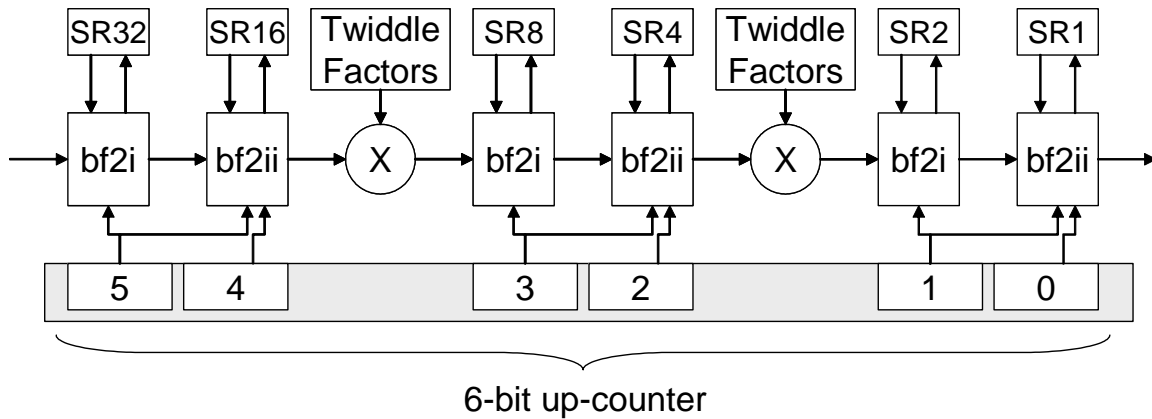 SR32 SR16 Twiddle Factors SR8 SR4 Twiddle Factors SR2 SR1
bf2i bf2ii X bf2i bf2ii X bf2i bf2ii
5 4 3 2 1 0
6-bit up-counter